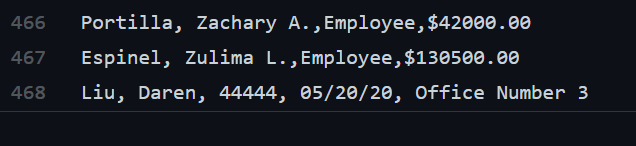 466 Portilla, Zachary A.,Employee,$42000.00
467 Espinel, Zulima L.,Employee,$130500.00
468 Liu, Daren, 44444, 05/20/20, Office Number 3